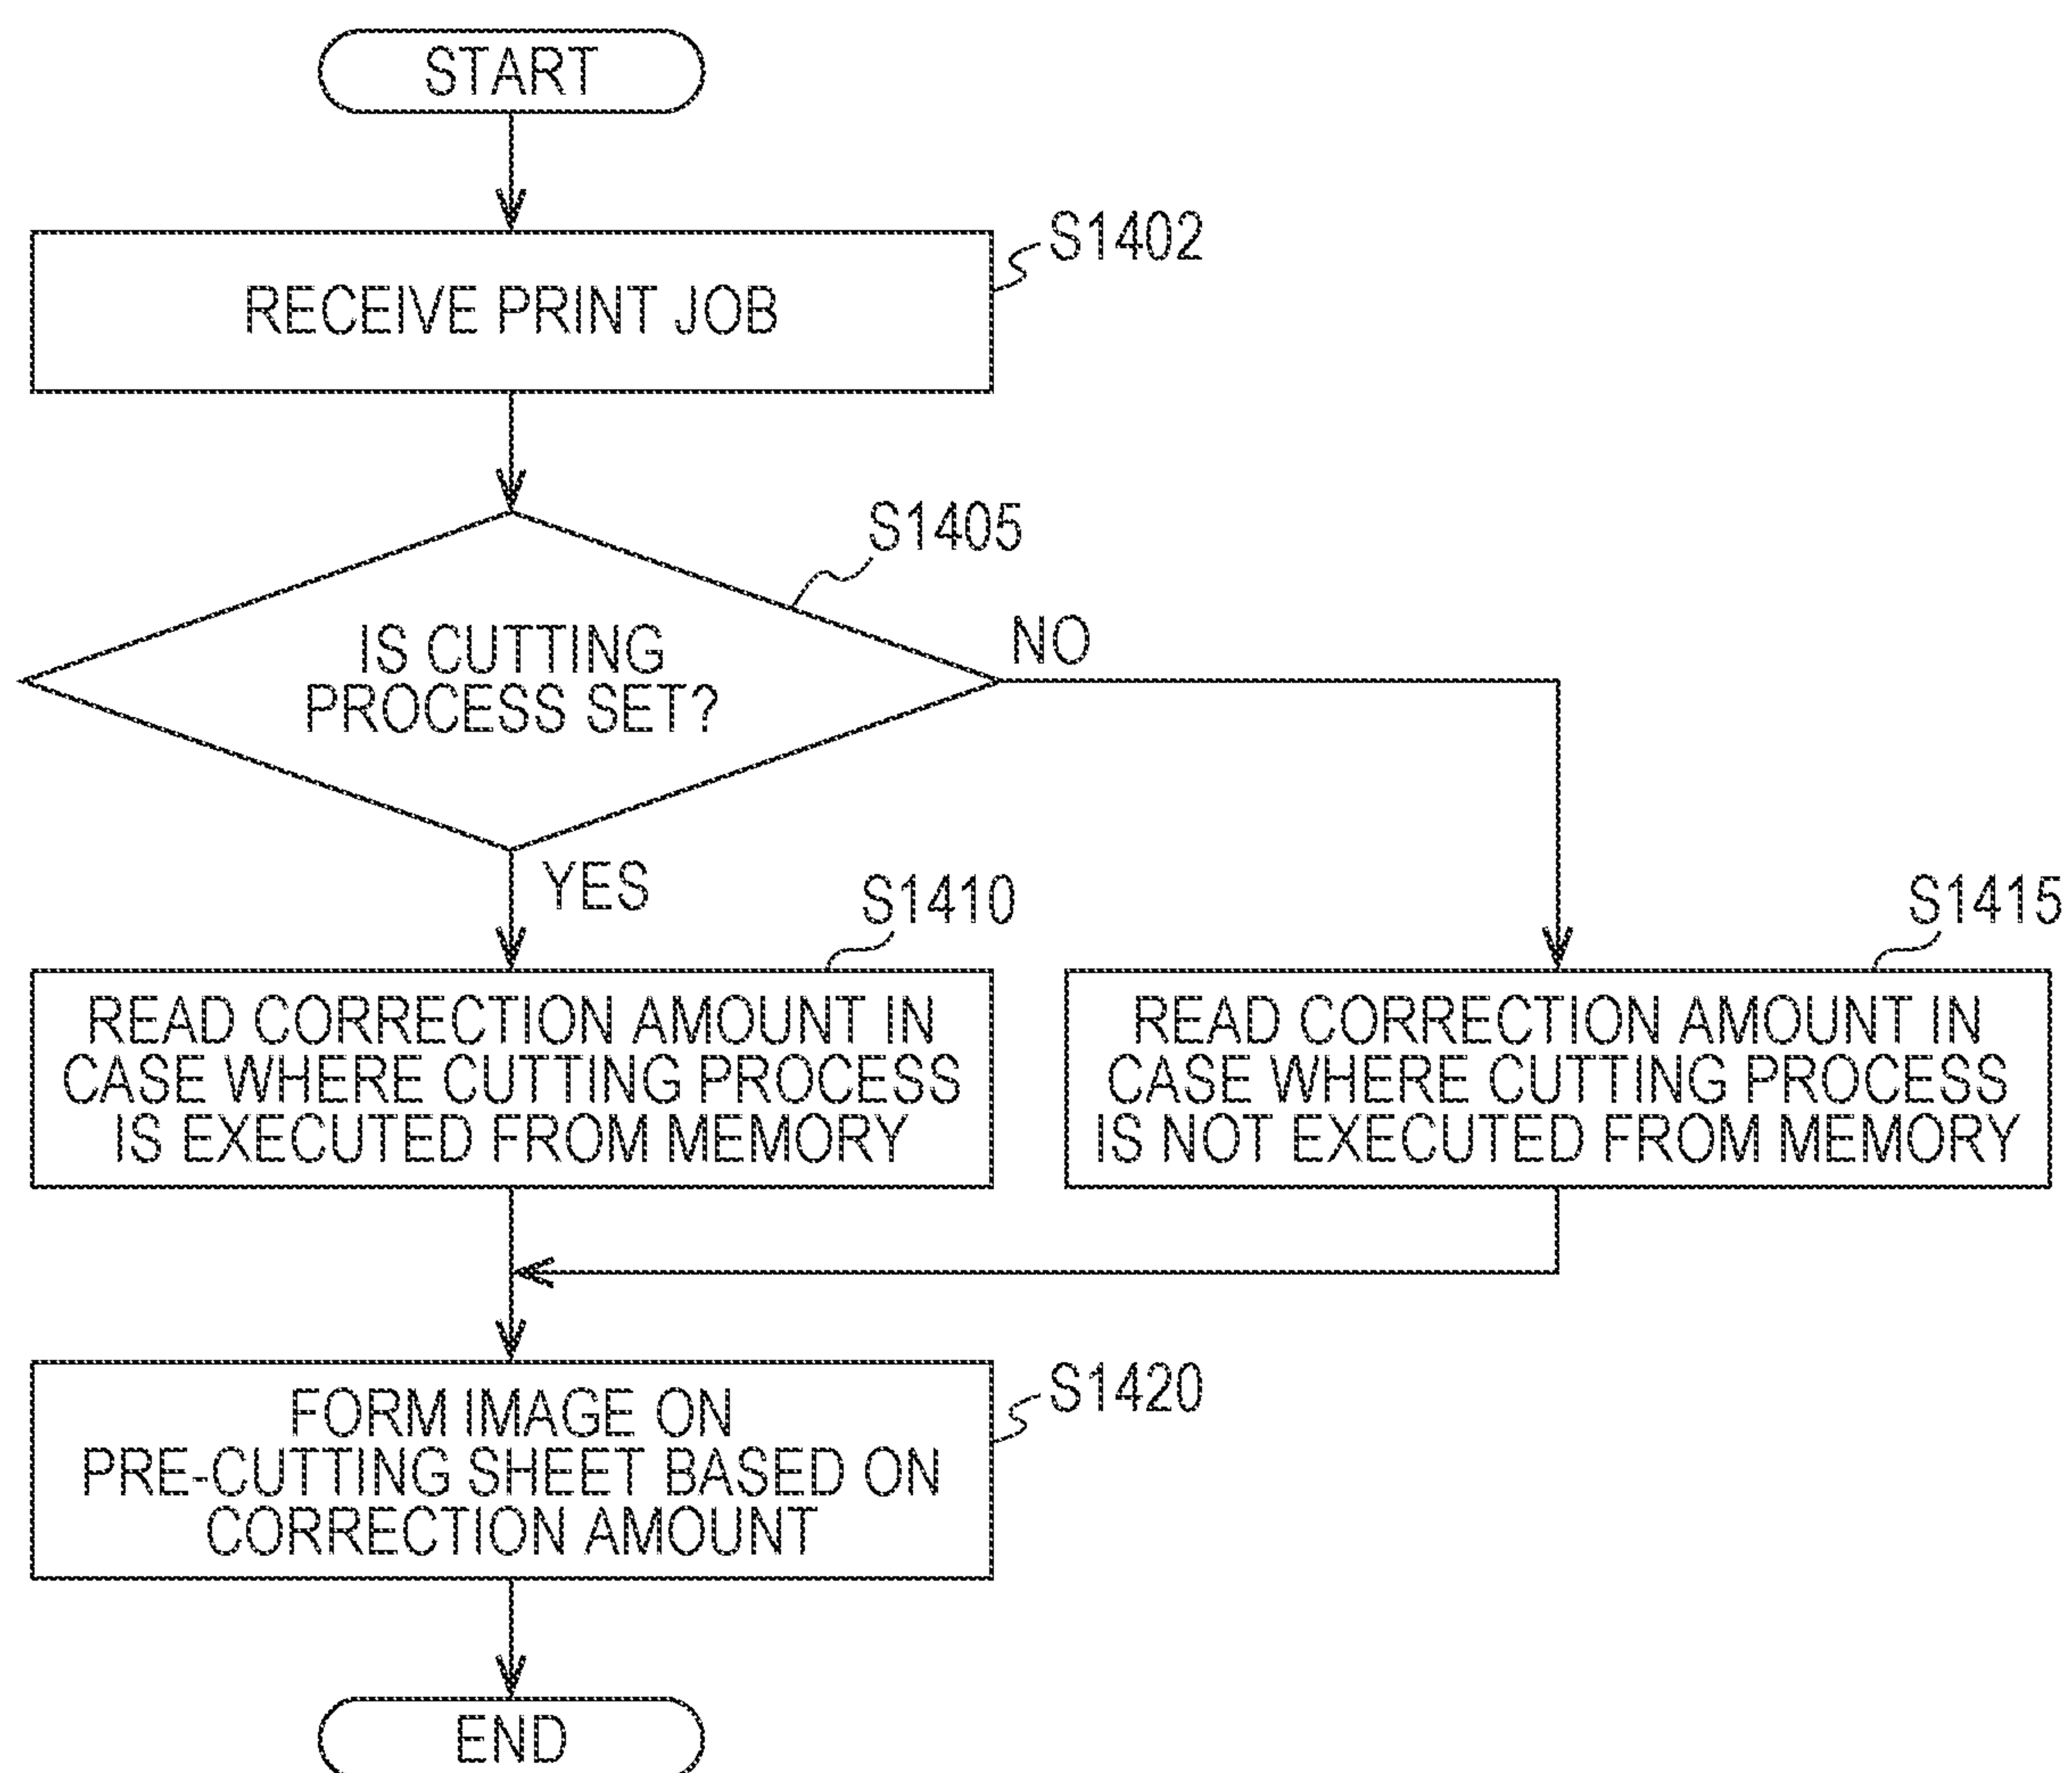 START
S1402
RECEIVE PRINT JOB
S1405
IS CUTTING
PROCESS SET?
NO
YES
S1410
READ CORRECTION AMOUNT IN
CASE WHERE CUTTING PROCESS
IS EXECUTED FROM MEMORY
S1415
READ CORRECTION AMOUNT IN
CASE WHERE CUTTING PROCESS
IS NOT EXECUTED FROM MEMORY
S1420
FORM IMAGE ON
PRE-CUTTING SHEET BASED ON
CORRECTION AMOUNT
END